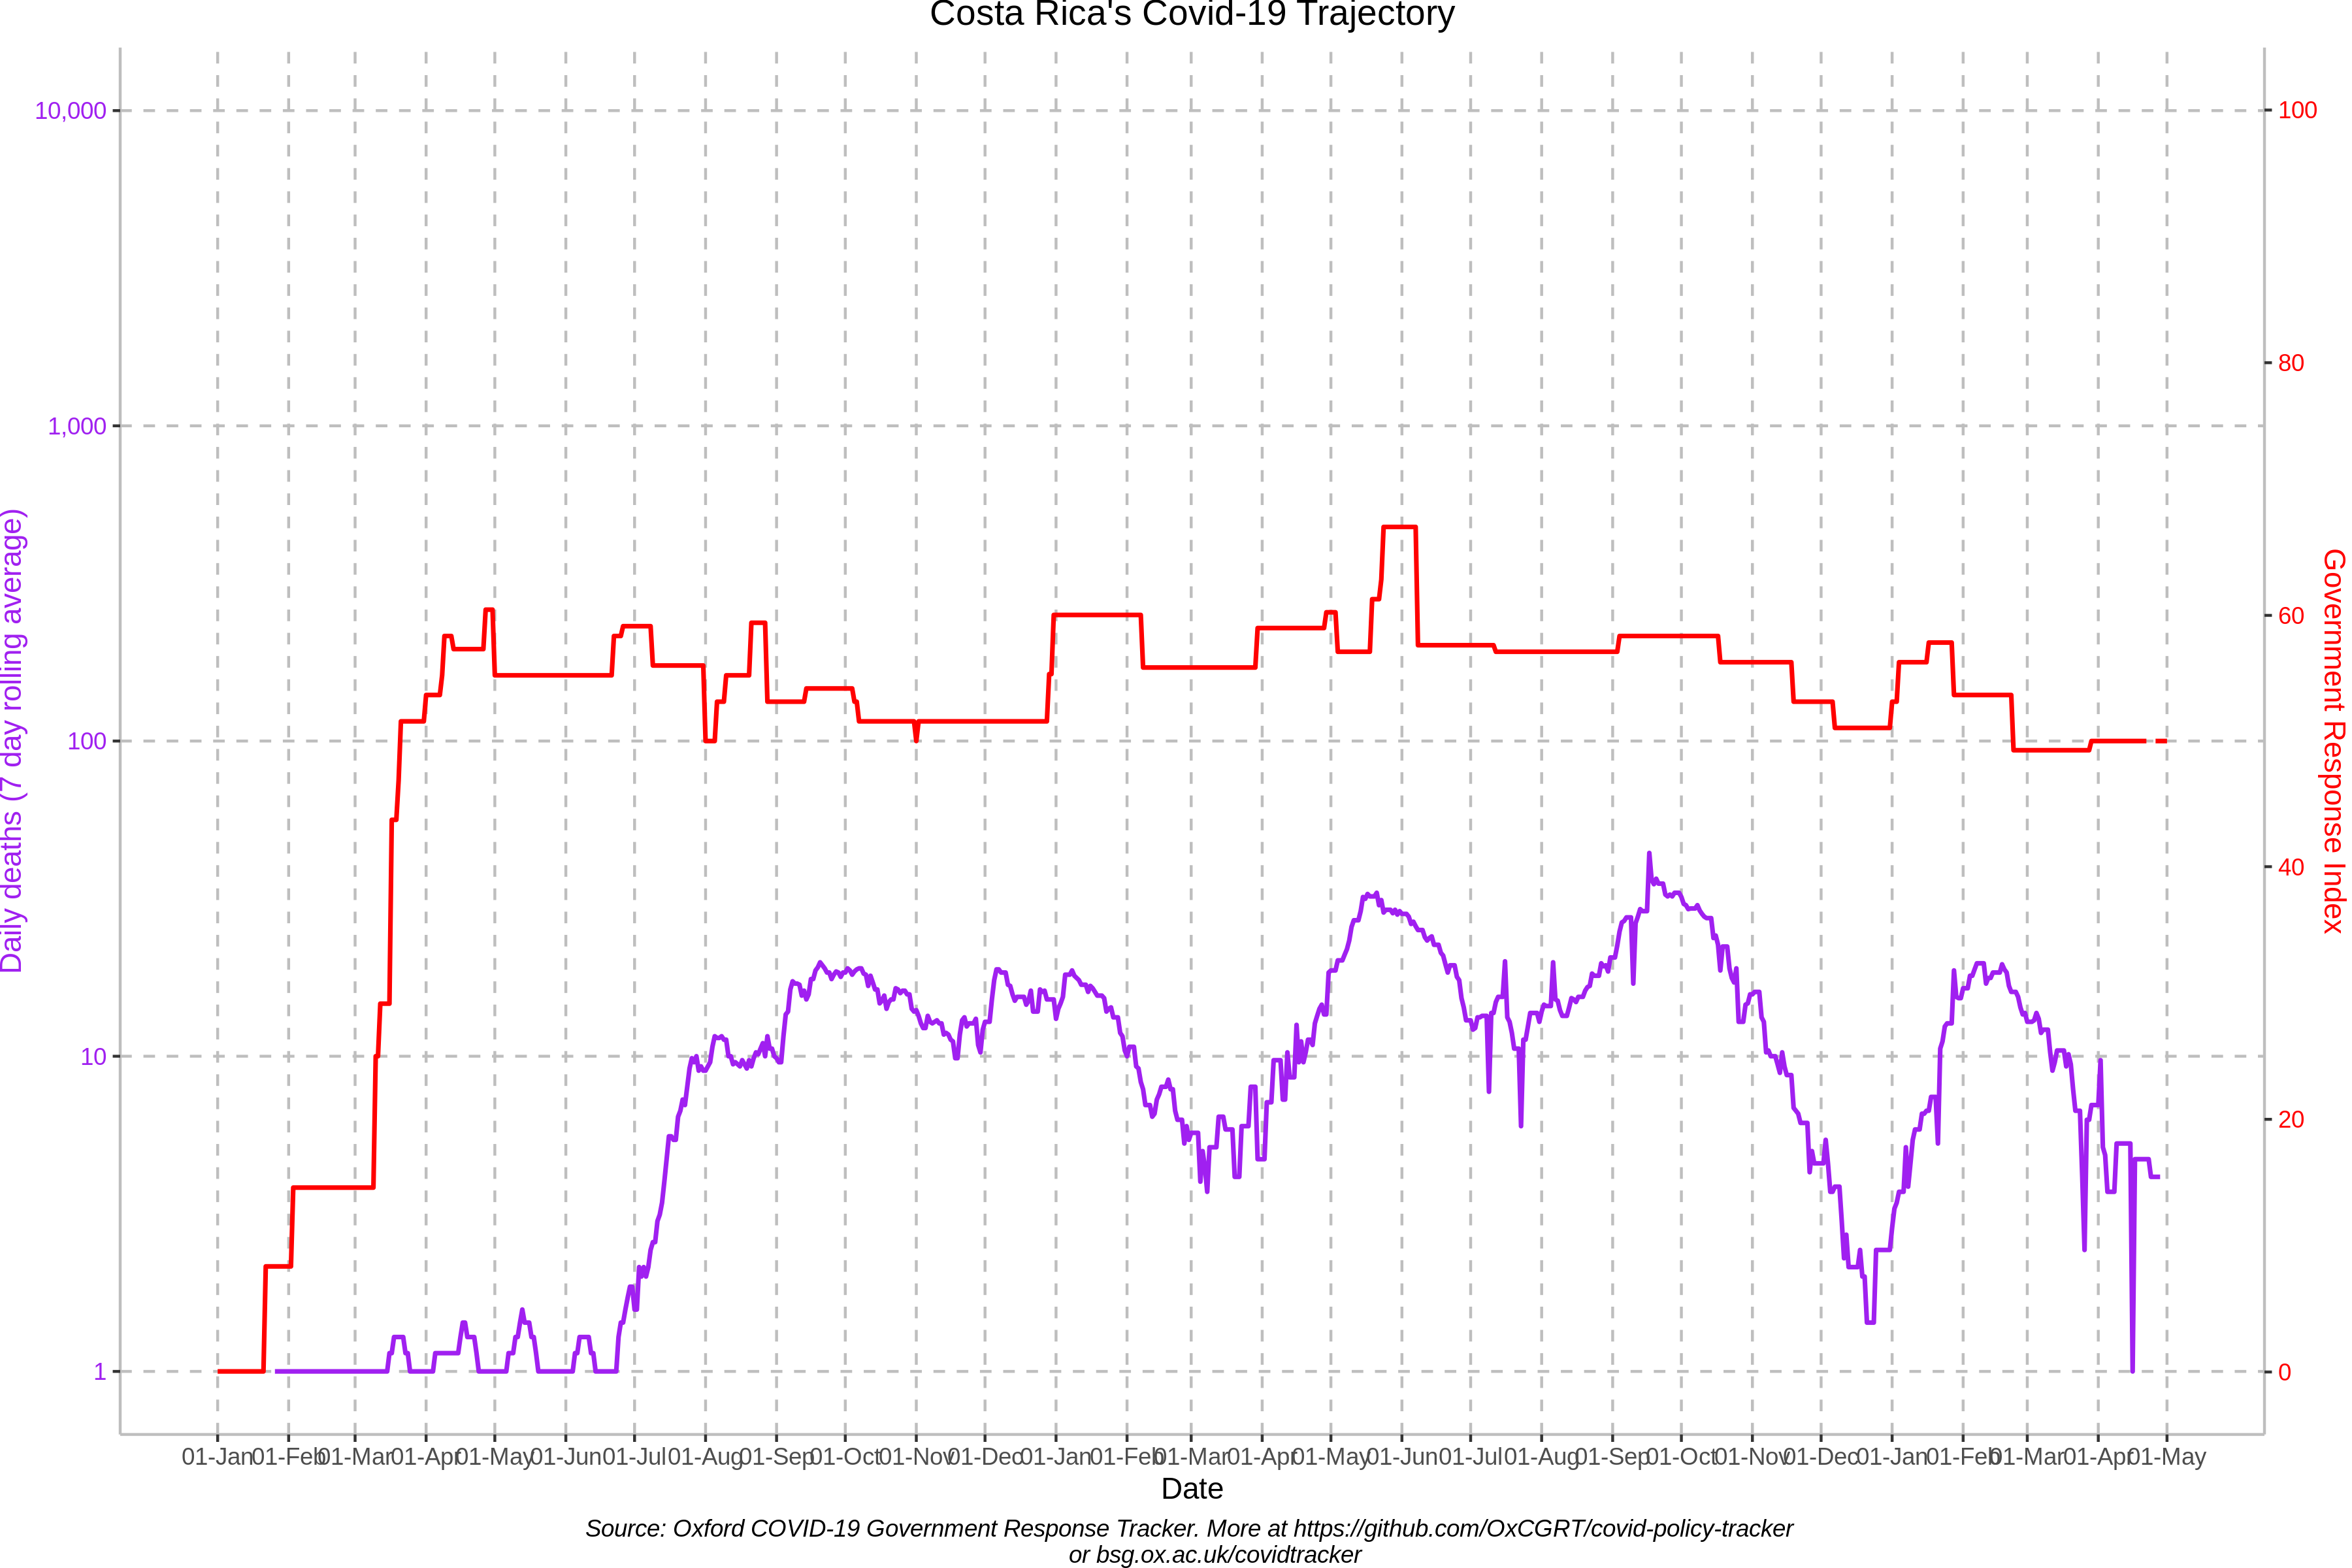 Costa Rica's Covid-19 Trajectory
10,000
1,000
100
10
1
Daily deaths (7 day rolling average)
100
80
60
40
20
0
Government Response Index
01-Jan 01-Feb 01-Mar 01-Apr 01-May 01-Jun 01-Jul 01-Aug 01-Sep 01-Oct 01-Nov 01-Dec 01-Jan 01-Feb 01-Mar 01-Apr 01-May 01-Jun 01-Jul 01-Aug 01-Sep 01-Oct 01-Nov 01-Dec 01-Jan 01-Feb 01-Mar 01-Apr 01-May
Date
Source: Oxford COVID-19 Government Response Tracker. More at https://github.com/OxCGRT/covid-policy-tracker
or bsg.ox.ac.uk/covidtracker